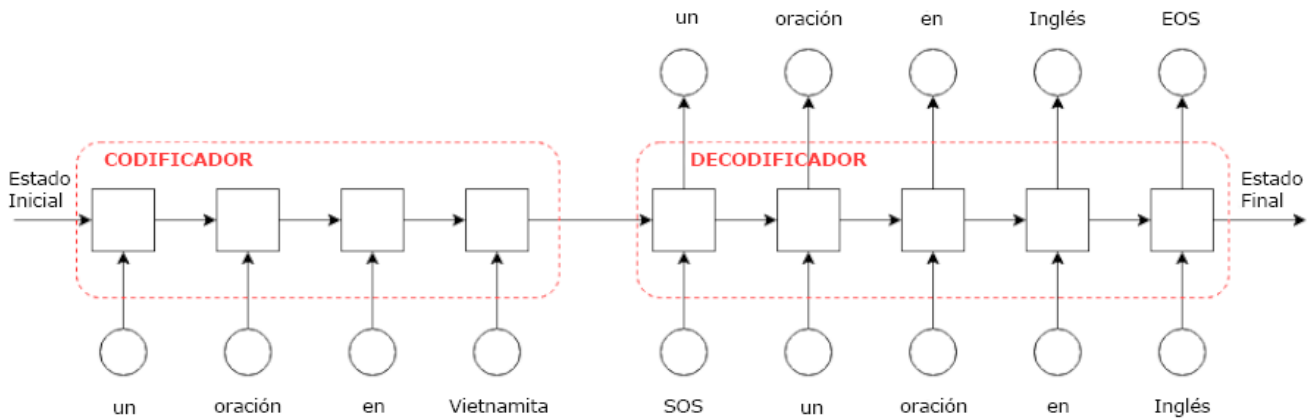 un oración en Inglés EOS
CODIFICADOR
DECODIFICADOR
Estado
Inicial
Estado
Final
un oración en Vietnamita SOS un oración en Inglés